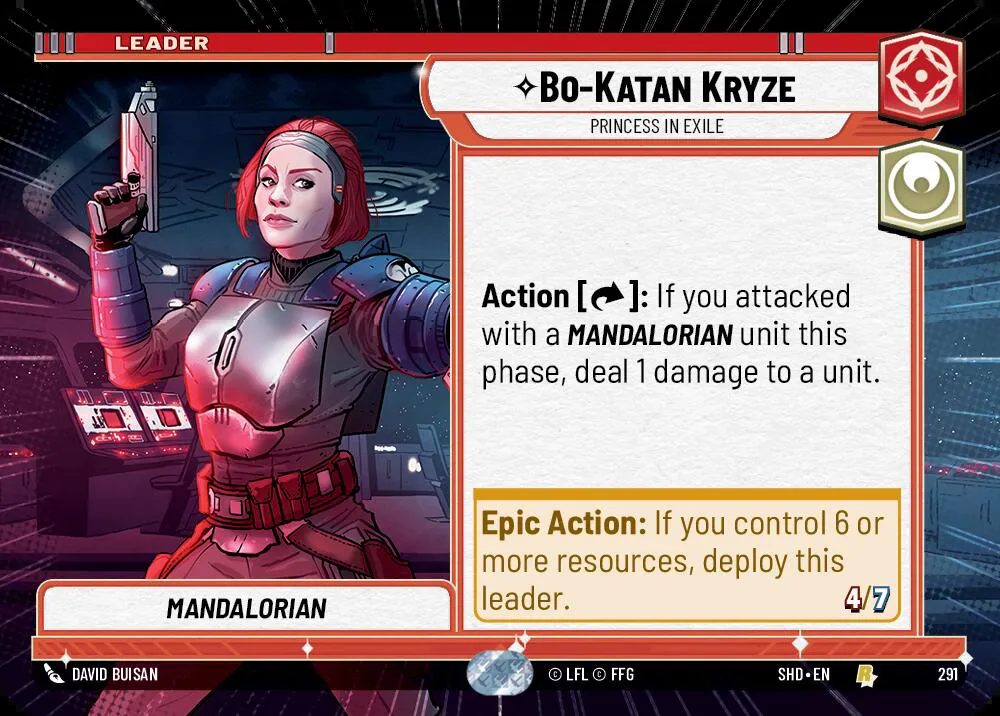 LEADER
✧BO-KATAN KRYZE
PRINCESS IN EXILE
Action [↷]: If you attacked
with a MANDALORIAN unit this
phase, deal 1 damage to a unit.
Epic Action: If you control 6 or
more resources, deploy this
leader. 4/7
MANDALORIAN
DAVID BUISAN
© LFL © FFG
SHD•EN
R
291